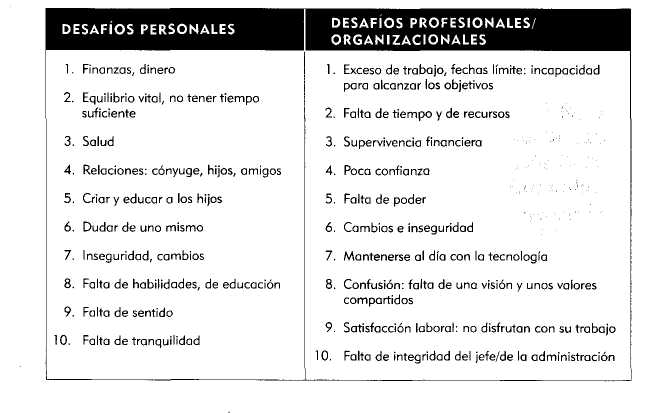 DESAFÍOS PERSONALES
1. Finanzas, dinero
2. Equilibrio vital, no tener tiempo
suficiente
3. Salud
4. Relaciones: cónyuge, hijos, amigos
5. Criar y educar a los hijos
6. Dudar de uno mismo
7. Inseguridad, cambios
8. Falta de habilidades, de educación
9. Falta de sentido
10. Falta de tranquilidad
DESAFÍOS PROFESIONALES/
ORGANIZACIONALES
1. Exceso de trabajo, fechas límite: incapacidad
para alcanzar los objetivos
2. Falta de tiempo y de recursos
3. Supervivencia financiera
4. Poca confianza
5. Falta de poder
6. Cambios e inseguridad
7. Mantenerse al día con la tecnología
8. Confusión: falta de una visión y unos valores
compartidos
9. Satisfacción laboral: no disfrutan con su trabajo
10. Falta de integridad del jefe/de la administración